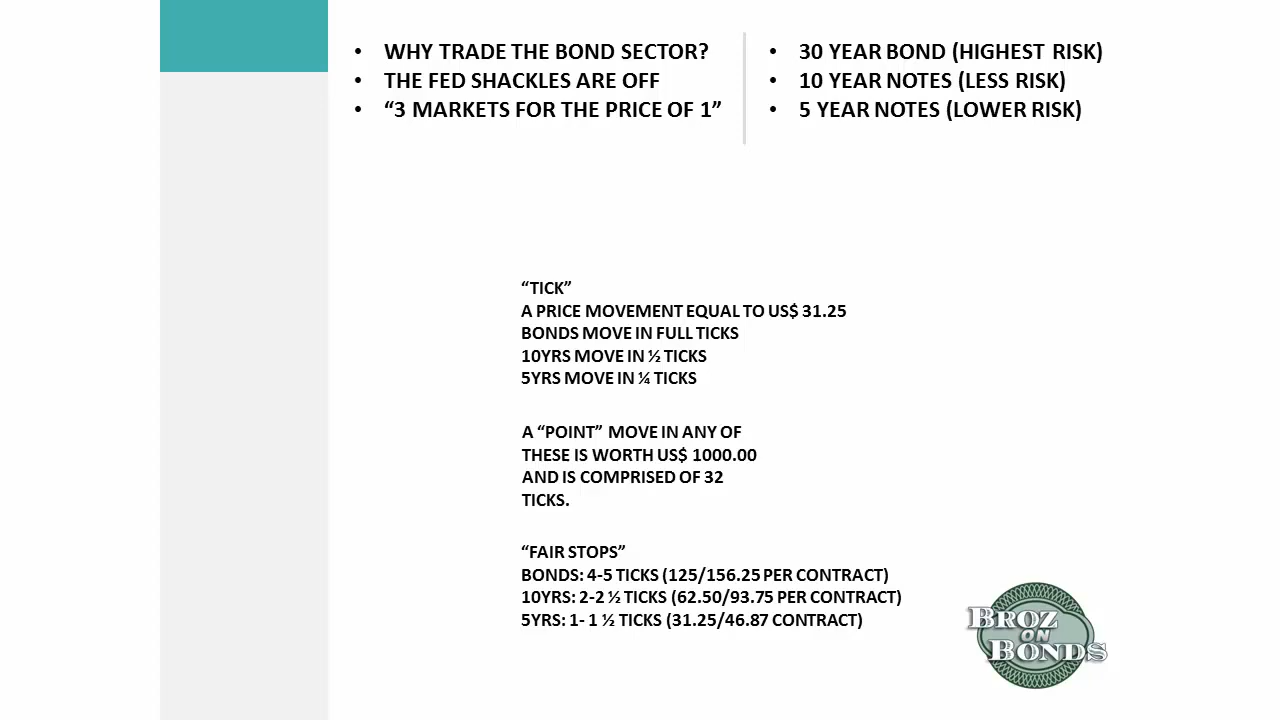 • WHY TRADE THE BOND SECTOR?
• THE FED SHACKLES ARE OFF
• “3 MARKETS FOR THE PRICE OF 1”
• 30 YEAR BOND (HIGHEST RISK)
• 10 YEAR NOTES (LESS RISK)
• 5 YEAR NOTES (LOWER RISK)
“TICK”
A PRICE MOVEMENT EQUAL TO US$ 31.25
BONDS MOVE IN FULL TICKS
10YRS MOVE IN ½ TICKS
5YRS MOVE IN ¼ TICKS
A “POINT” MOVE IN ANY OF
THESE IS WORTH US$ 1000.00
AND IS COMPRISED OF 32
TICKS.
“FAIR STOPS”
BONDS: 4-5 TICKS (125/156.25 PER CONTRACT)
10YRS: 2-2 ½ TICKS (62.50/93.75 PER CONTRACT)
5YRS: 1- 1 ½ TICKS (31.25/46.87 CONTRACT)
BROZ
ON
BONDS